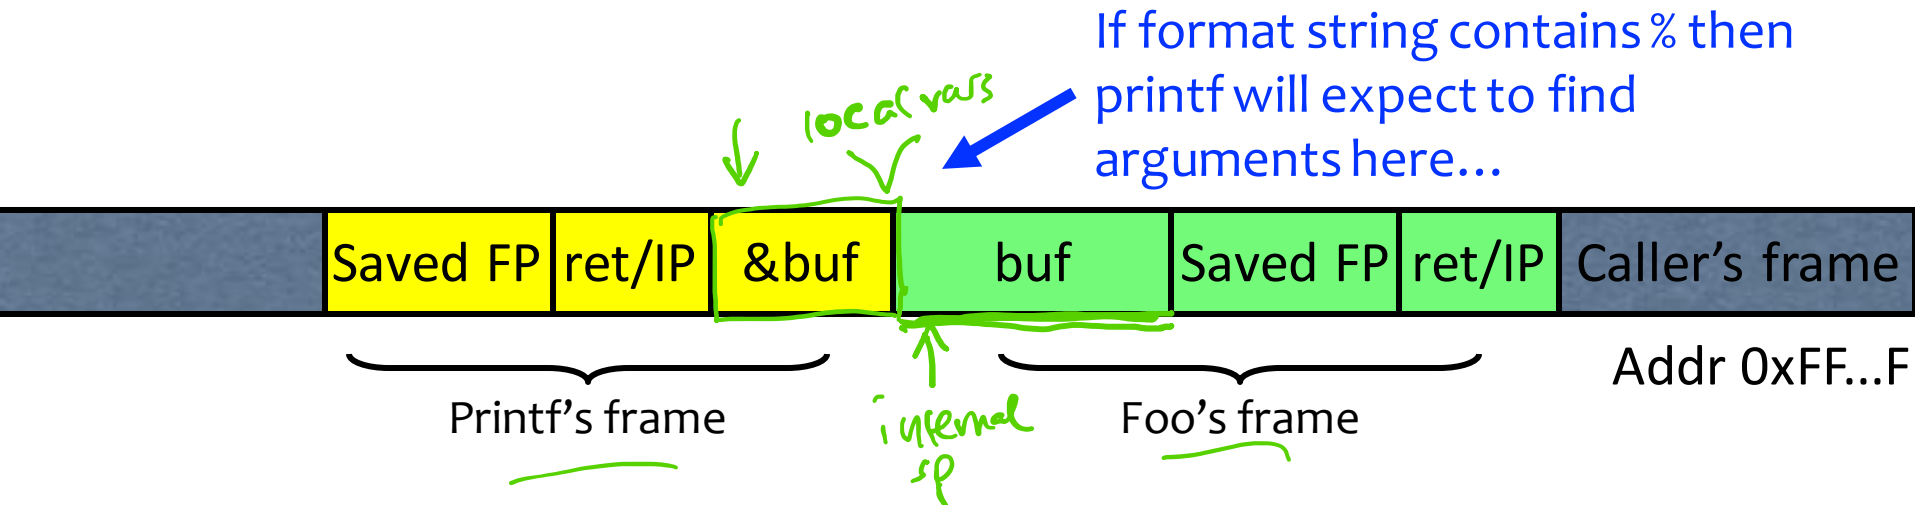 If format string contains % then
printf will expect to find
arguments here...
local vars
Saved FP ret/IP &buf buf Saved FP ret/IP Caller's frame
Addr 0xFF...F
Printf's frame
Foo's frame
internal
sp